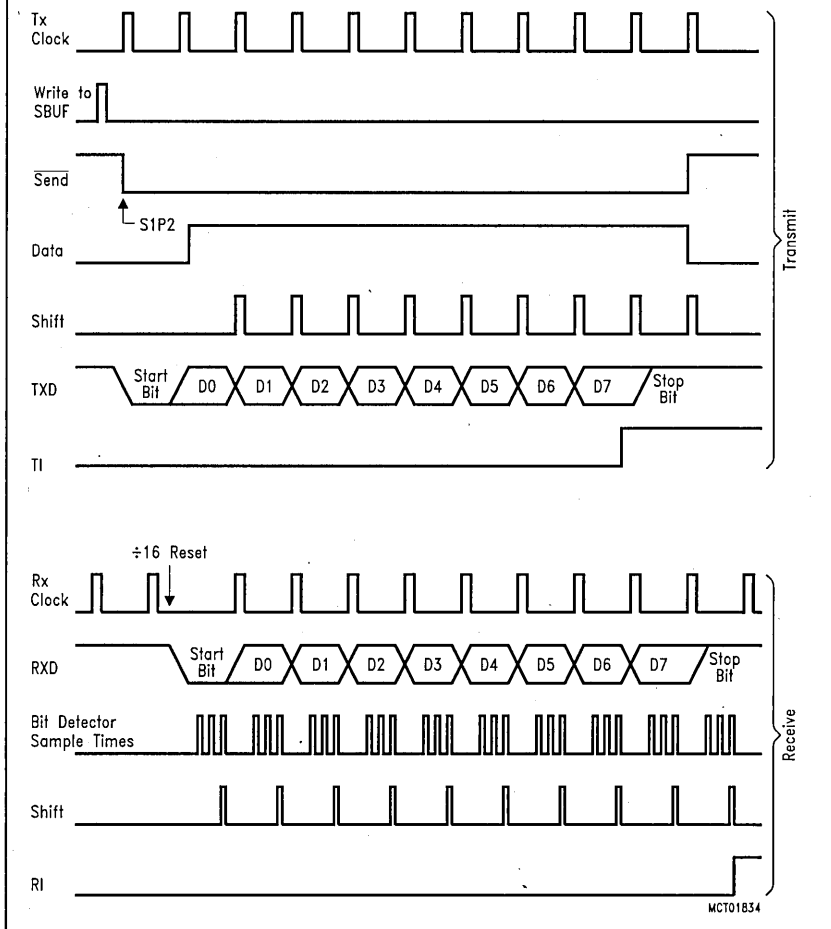 Tx
Clock
Write to
SBUF
Send
S1P2
Data
Shift
TXD
Start
Bit
D0 D1 D2 D3 D4 D5 D6 D7
Stop
Bit
TI
Transmit
÷16 Reset
Rx
Clock
RXD
Start
Bit
D0 D1 D2 D3 D4 D5 D6 D7
Stop
Bit
Bit Detector
Sample Times
Shift
RI
Receive
MCT01834